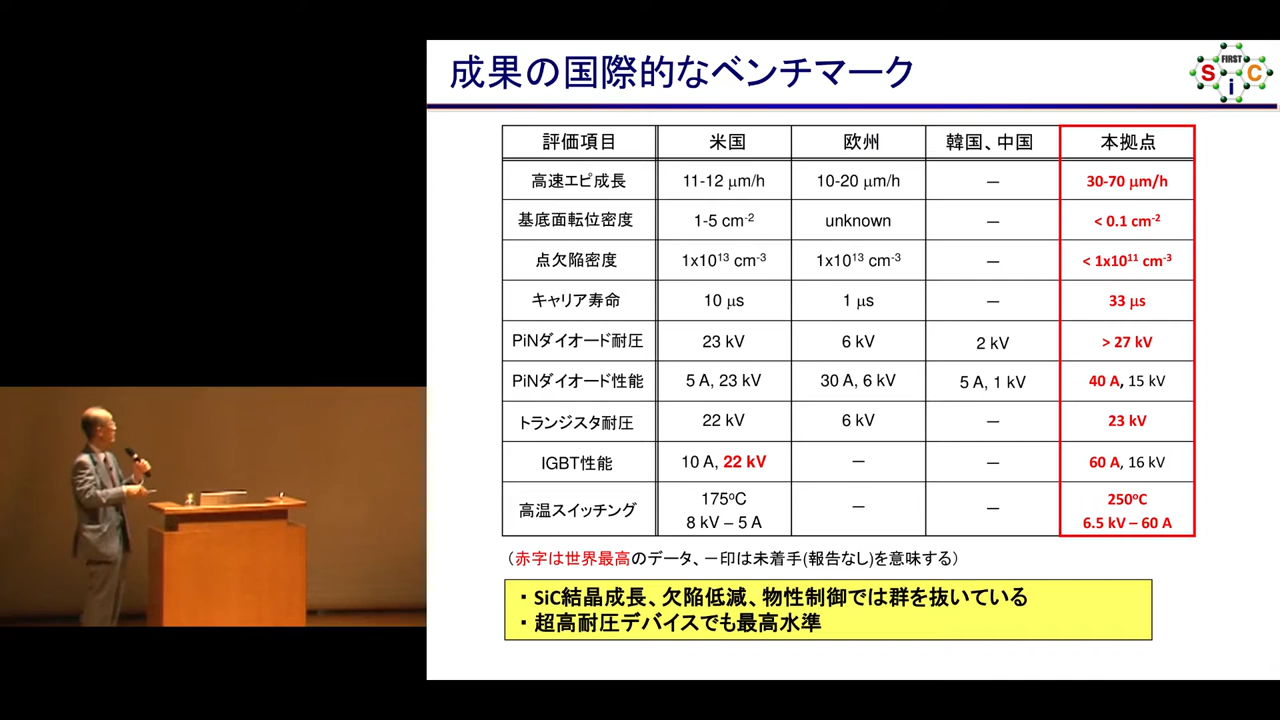 成果の国際的なベンチマーク
FIRST
S i C
評価項目 米国 欧州 韓国、中国 本拠点
高速エピ成長 11-12 μm/h 10-20 μm/h — 30-70 μm/h
基底面転位密度 1-5 cm⁻² unknown — < 0.1 cm⁻²
点欠陥密度 1x10¹³ cm⁻³ 1x10¹³ cm⁻³ — < 1x10¹¹ cm⁻³
キャリア寿命 10 μs 1 μs — 33 μs
PiNダイオード耐圧 23 kV 6 kV 2 kV > 27 kV
PiNダイオード性能 5 A, 23 kV 30 A, 6 kV 5 A, 1 kV 40 A, 15 kV
トランジスタ耐圧 22 kV 6 kV — 23 kV
IGBT性能 10 A, 22 kV — — 60 A, 16 kV
高温スイッチング 175ºC — — 250ºC
8 kV – 5 A 6.5 kV – 60 A
（赤字は世界最高のデータ、－印は未着手(報告なし)を意味する）
・SiC結晶成長、欠陥低減、物性制御では群を抜いている
・超高耐圧デバイスでも最高水準